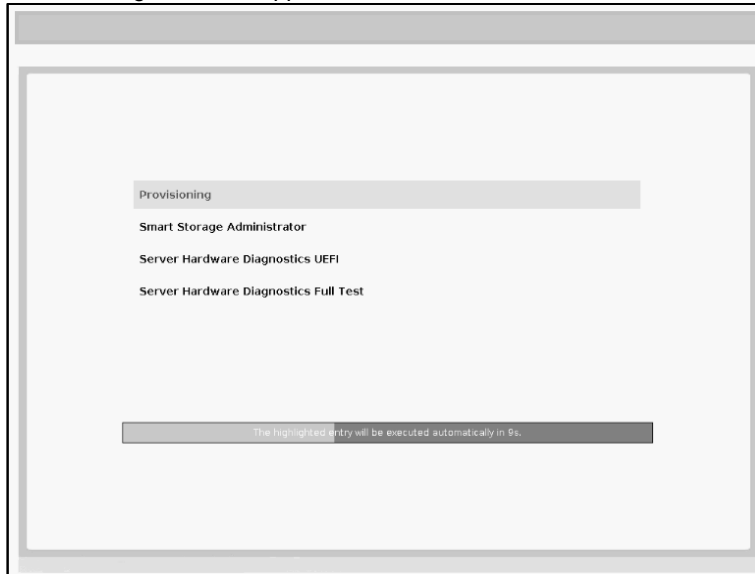 Provisioning
Smart Storage Administrator
Server Hardware Diagnostics UEFI
Server Hardware Diagnostics Full Test
The highlighted entry will be executed automatically in 9s.